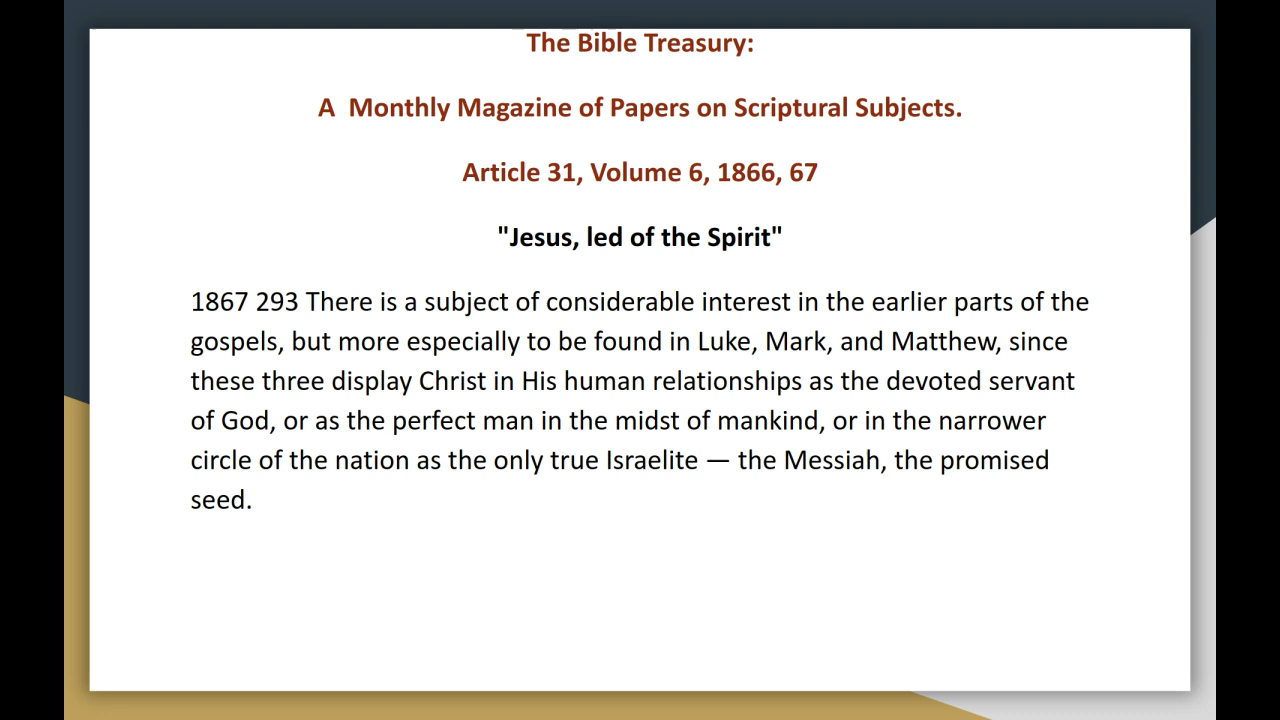 The Bible Treasury:
A  Monthly Magazine of Papers on Scriptural Subjects.
Article 31, Volume 6, 1866, 67
"Jesus, led of the Spirit"
1867 293 There is a subject of considerable interest in the earlier parts of the
gospels, but more especially to be found in Luke, Mark, and Matthew, since
these three display Christ in His human relationships as the devoted servant
of God, or as the perfect man in the midst of mankind, or in the narrower
circle of the nation as the only true Israelite — the Messiah, the promised
seed.